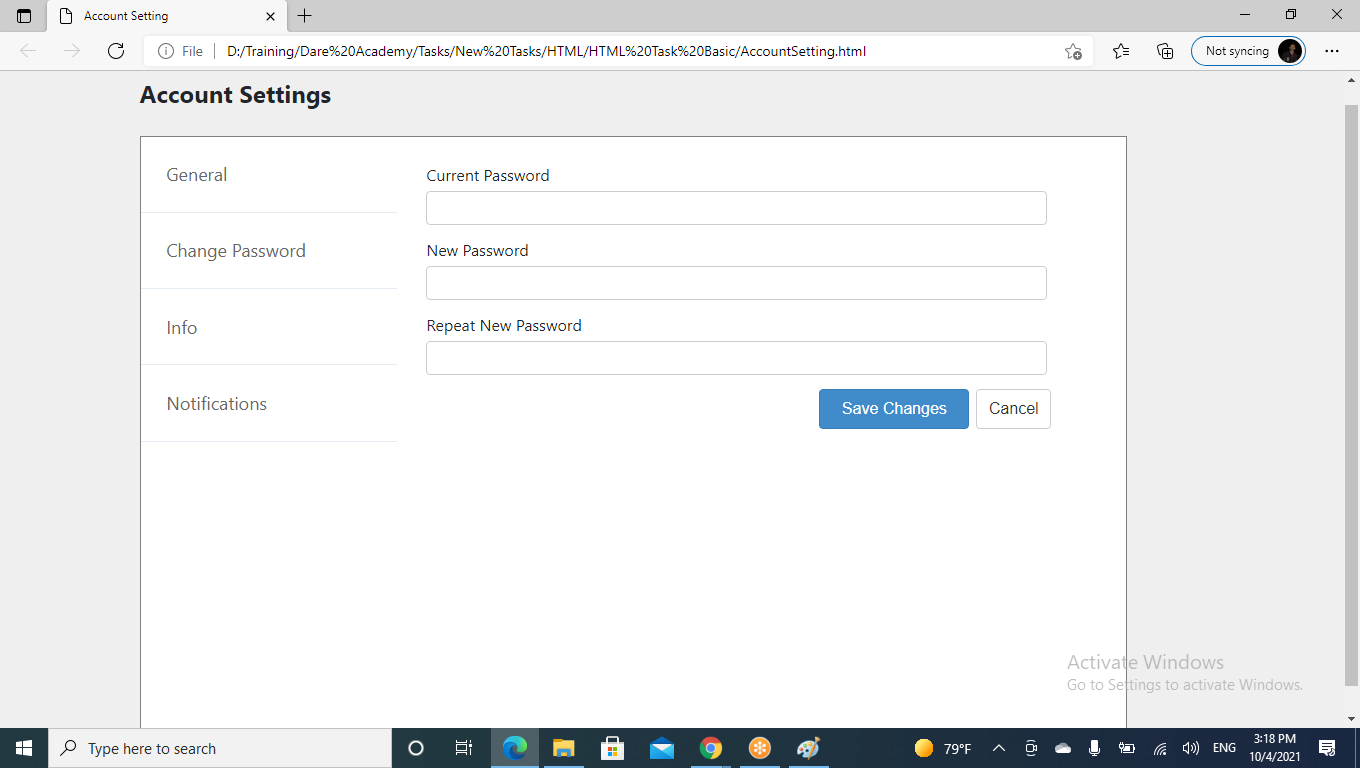 Account Setting
File
D:/Training/Dare%20Academy/Tasks/New%20Tasks/HTML/HTML%20Task%20Basic/AccountSetting.html
Not syncing
Account Settings
General
Change Password
Info
Notifications
Current Password
New Password
Repeat New Password
Save Changes
Cancel
Activate Windows
Go to Settings to activate Windows.
Type here to search
79°F
ENG
3:18 PM
10/4/2021